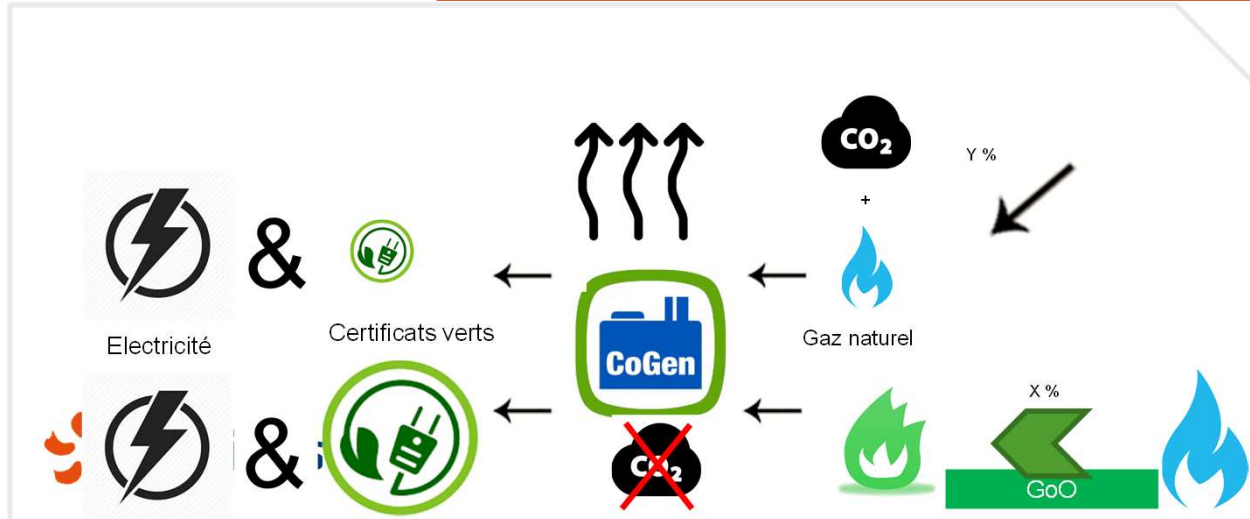 CO₂
Y %
+
&
Certificats verts
Electricité
CoGen
Gaz naturel
X %
&
CO₂
GoO